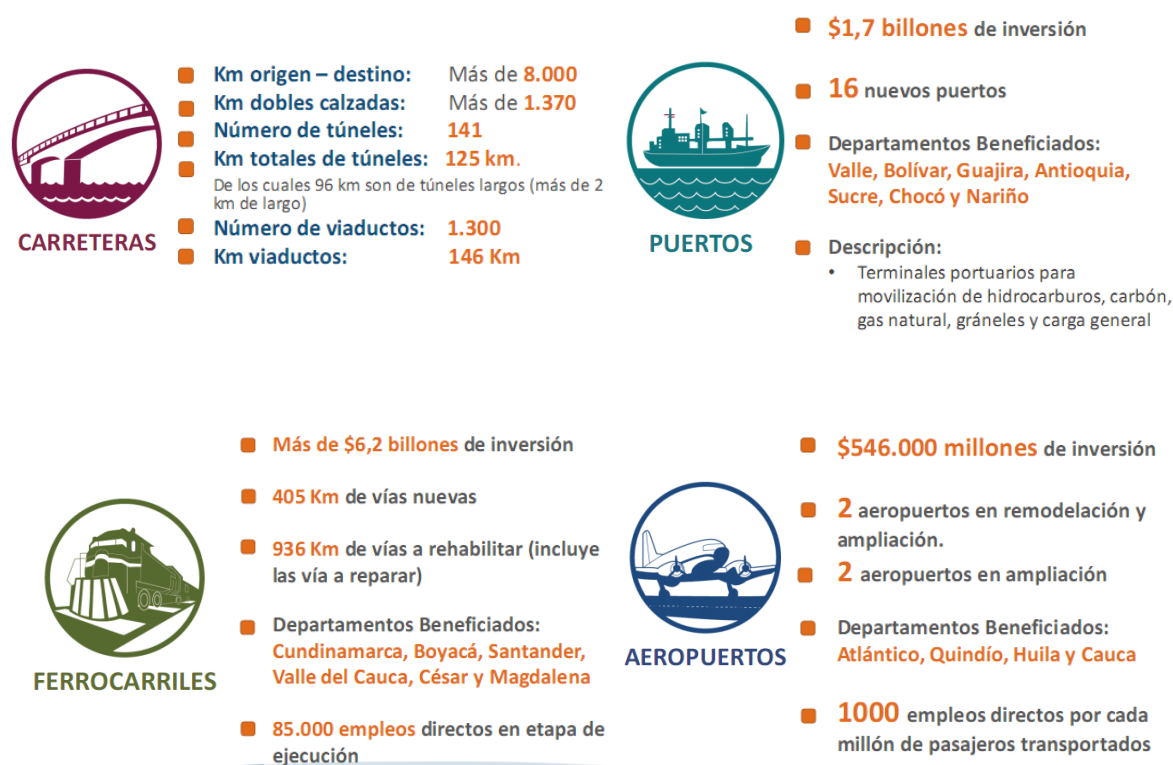 CARRETERAS
Km origen – destino: Más de 8.000
Km dobles calzadas: Más de 1.370
Número de túneles: 141
Km totales de túneles: 125 km.
De los cuales 96 km son de túneles largos (más de 2
km de largo)
Número de viaductos: 1.300
Km viaductos: 146 Km
PUERTOS
$1,7 billones de inversión
16 nuevos puertos
Departamentos Beneficiados:
Valle, Bolívar, Guajira, Antioquia,
Sucre, Chocó y Nariño
Descripción:
• Terminales portuarios para
movilización de hidrocarburos, carbón,
gas natural, gráneles y carga general
FERROCARRILES
Más de $6,2 billones de inversión
405 Km de vías nuevas
936 Km de vías a rehabilitar (incluye
las vía a reparar)
Departamentos Beneficiados:
Cundinamarca, Boyacá, Santander,
Valle del Cauca, César y Magdalena
85.000 empleos directos en etapa de
ejecución
AEROPUERTOS
$546.000 millones de inversión
2 aeropuertos en remodelación y
ampliación.
2 aeropuertos en ampliación
Departamentos Beneficiados:
Atlántico, Quindío, Huila y Cauca
1000 empleos directos por cada
millón de pasajeros transportados